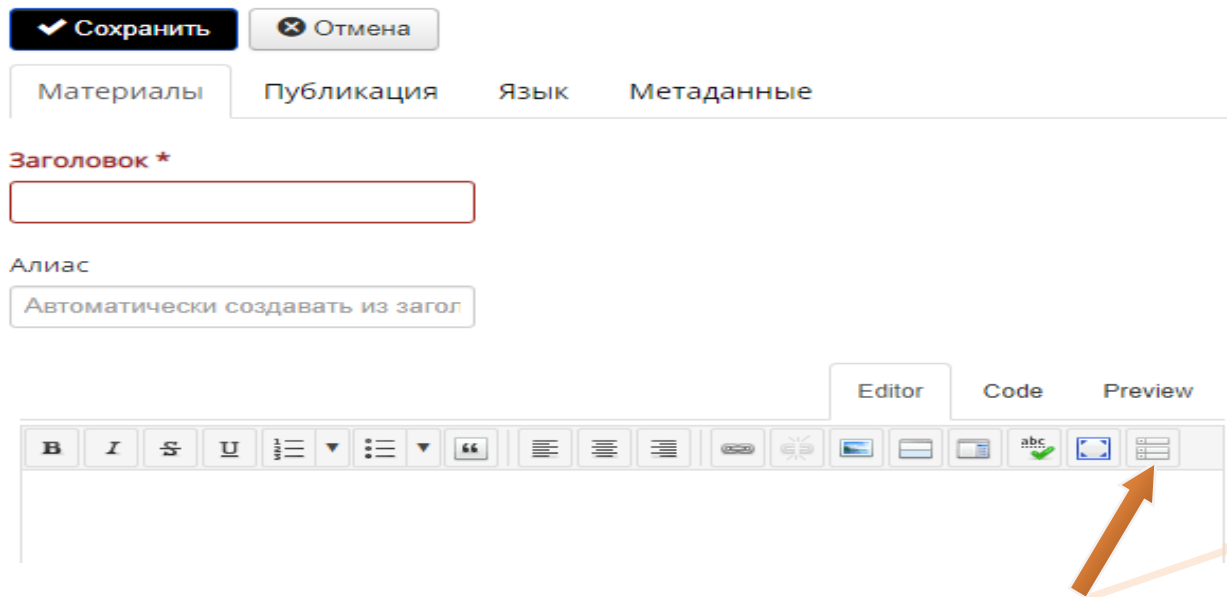 Сохранить Отмена
Материалы Публикация Язык Метаданные
Заголовок *
Алиас
Автоматически создавать из загол
Editor Code Preview
B I S U abc